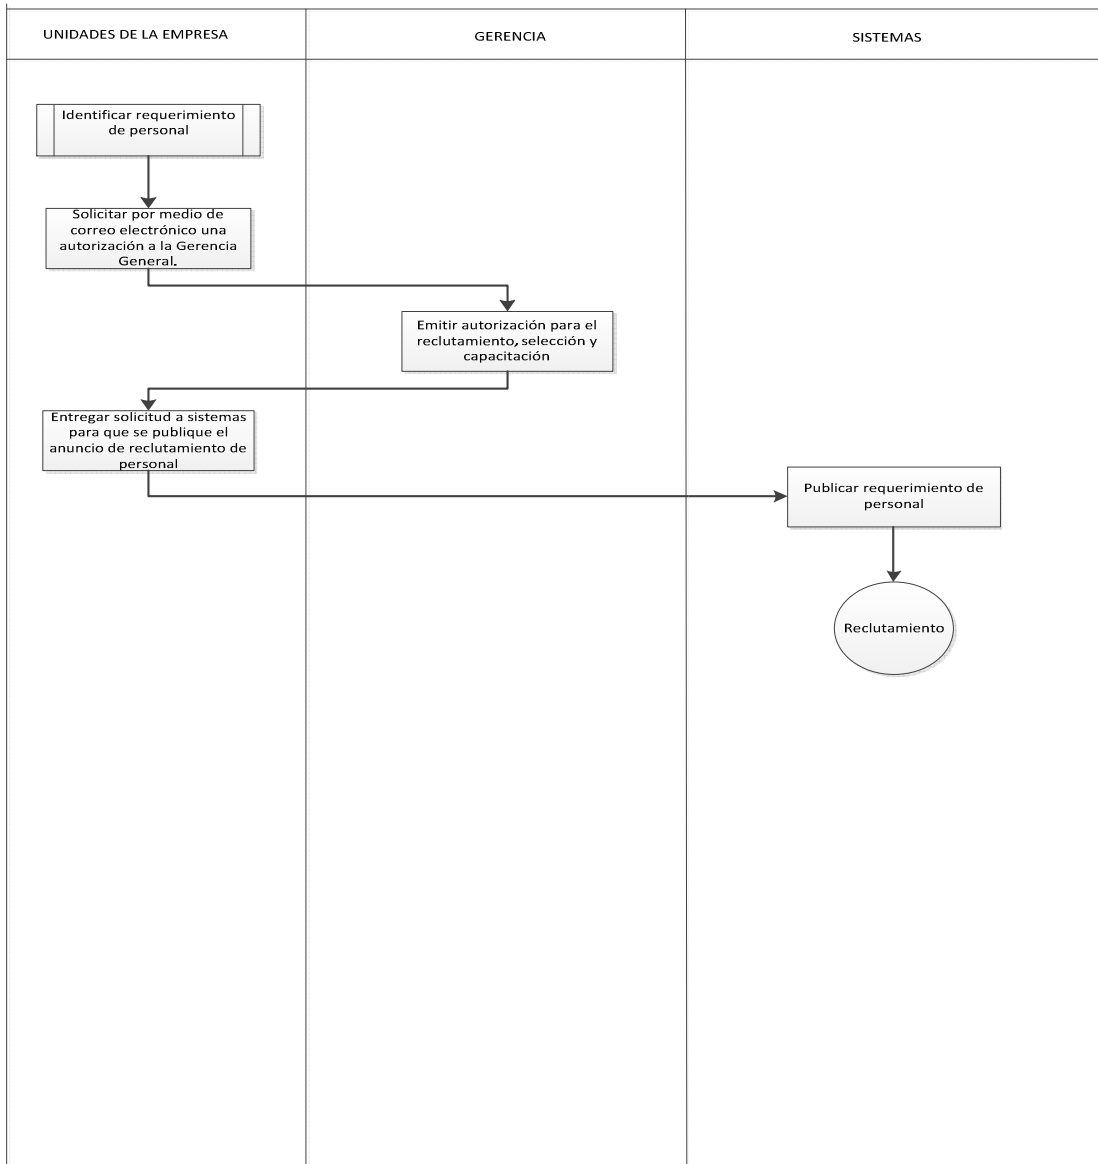 UNIDADES DE LA EMPRESA
GERENCIA
SISTEMAS
Identificar requerimiento
de personal
Solicitar por medio de
correo electrónico una
autorización a la Gerencia
General.
Emitir autorización para el
reclutamiento, selección y
capacitación
Entregar solicitud a sistemas
para que se publique el
anuncio de reclutamiento de
personal
Publicar requerimiento de
personal
Reclutamiento